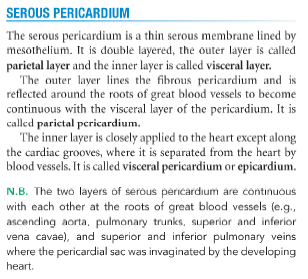 SEROUS PERICARDIUM
The serous pericardium is a thin serous membrane lined by
mesothelium. It is double layered, the outer layer is called
parietal layer and the inner layer is called visceral layer.
The outer layer lines the fibrous pericardium and is
reflected around the roots of great blood vessels to become
continuous with the visceral layer of the pericardium. It is
called parietal pericardium.
The inner layer is closely applied to the heart except along
the cardiac grooves, where it is separated from the heart by
blood vessels. It is called visceral pericardium or epicardium.
N.B. The two layers of serous pericardium are continuous
with each other at the roots of great blood vessels (e.g.,
ascending aorta, pulmonary trunks, superior and inferior
vena cavae), and superior and inferior pulmonary veins
where the pericardial sac was invaginated by the developing
heart.